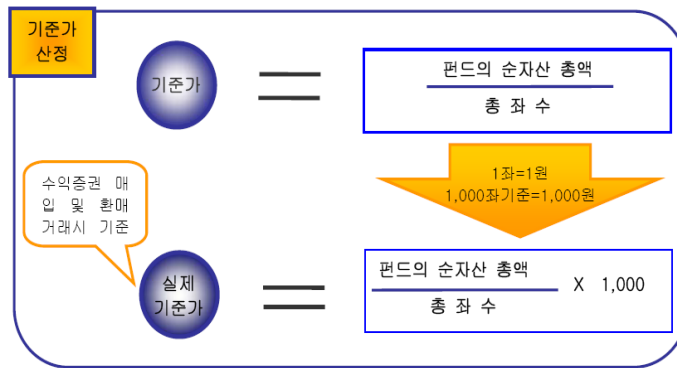 기준가
산정
기준가
펀드의 순자산 총액
총 좌 수
1좌=1원
1,000좌기준=1,000원
수익증권 매
입 및 환매
거래시 기준
실제
기준가
펀드의 순자산 총액
총 좌 수
X 1,000